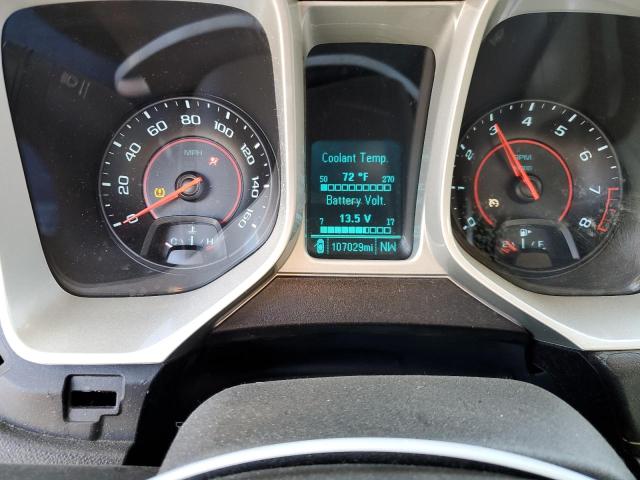 0 20 40 60 80 100 120 140 160
MPH
C H
Coolant Temp.
72 °F
50 270
Battery Volt.
13.5 V
7 17
107029mi NW
0 2 3 4 5 6 7 8
RPM
E F